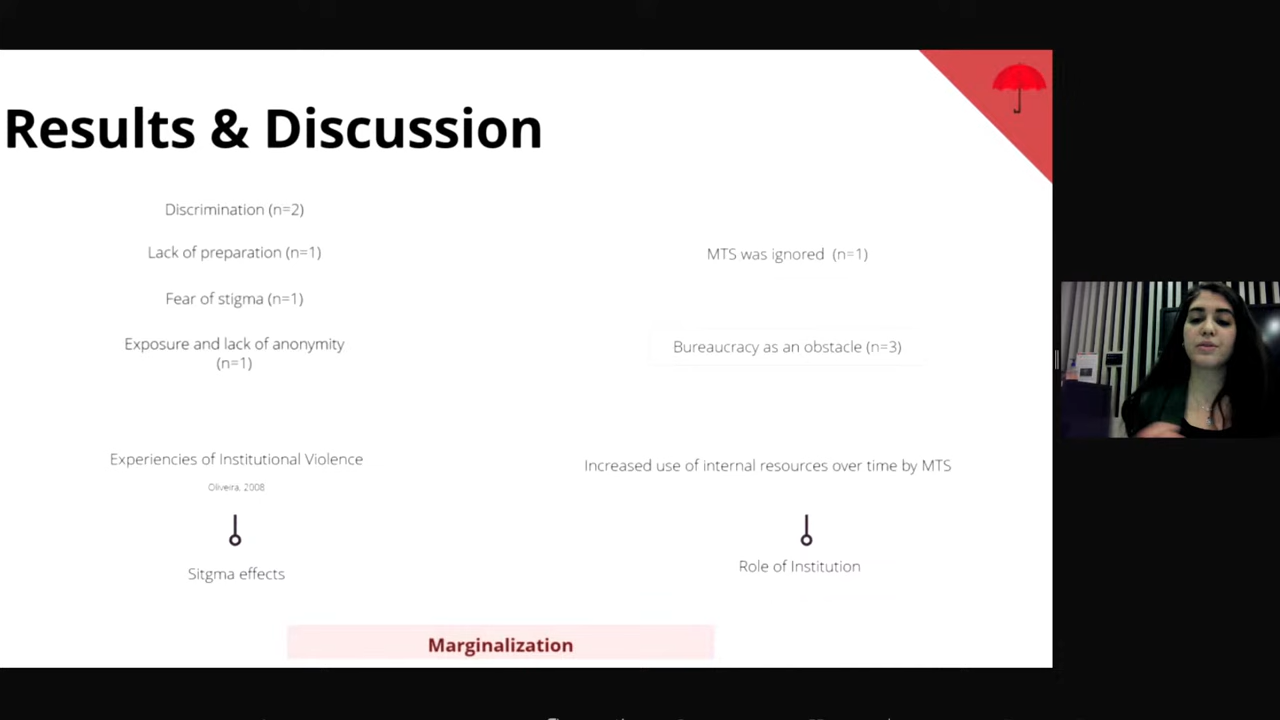 Results & Discussion
Discrimination (n=2)
Lack of preparation (n=1)
Fear of stigma (n=1)
Exposure and lack of anonymity
(n=1)
Experiencies of Institutional Violence
Oliveira, 2008
Sitgma effects
MTS was ignored (n=1)
Bureaucracy as an obstacle (n=3)
Increased use of internal resources over time by MTS
Role of Institution
Marginalization